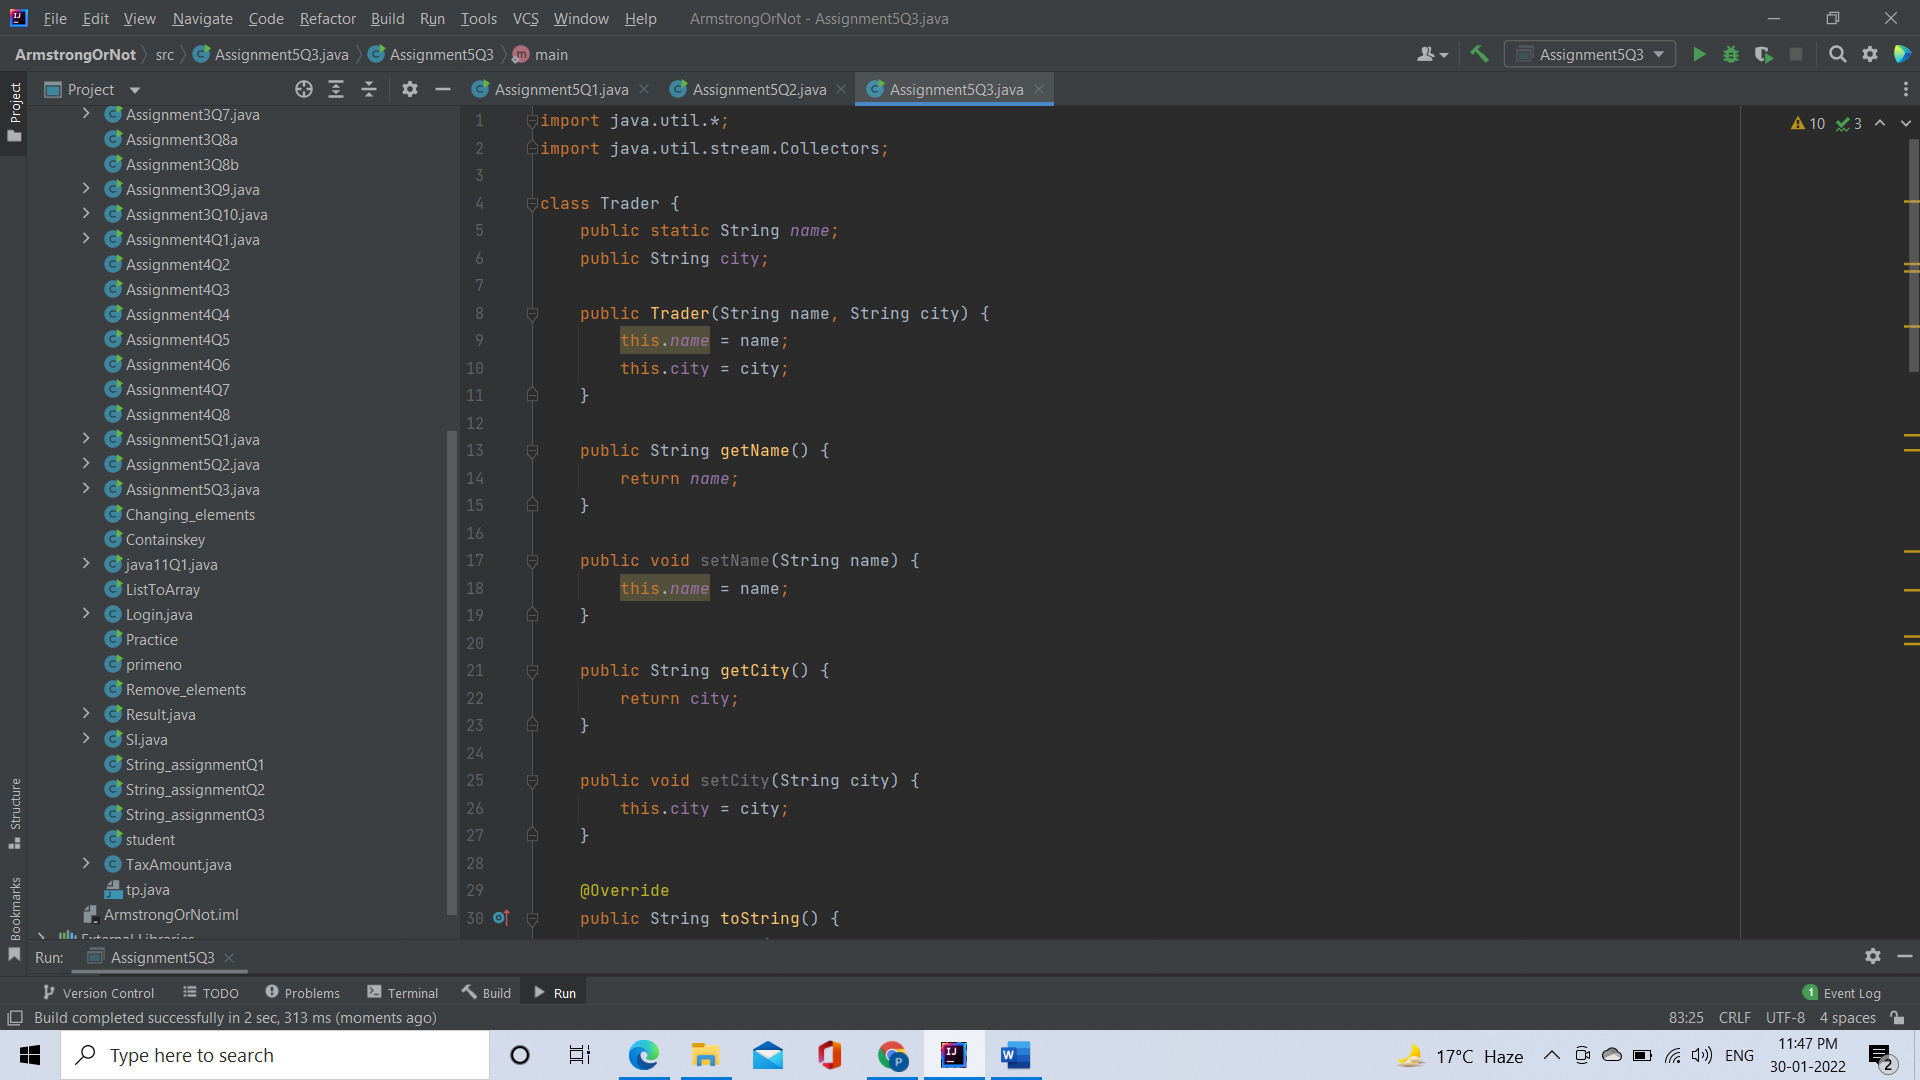 File Edit View Navigate Code Refactor Build Run Tools VCS Window Help ArmstrongOrNot - Assignment5Q3.java
ArmstrongOrNot src Assignment5Q3.java Assignment5Q3 main Assignment5Q3
Project
Assignment5Q1.java Assignment5Q2.java Assignment5Q3.java
Project
Structure
Bookmarks
Assignment3Q7.java
Assignment3Q8a
Assignment3Q8b
Assignment3Q9.java
Assignment3Q10.java
Assignment4Q1.java
Assignment4Q2
Assignment4Q3
Assignment4Q4
Assignment4Q5
Assignment4Q6
Assignment4Q7
Assignment4Q8
Assignment5Q1.java
Assignment5Q2.java
Assignment5Q3.java
Changing_elements
Containskey
java11Q1.java
ListToArray
Login.java
Practice
primeno
Remove_elements
Result.java
SI.java
String_assignmentQ1
String_assignmentQ2
String_assignmentQ3
student
TaxAmount.java
tp.java
ArmstrongOrNot.iml
External Libraries
10 3
1 import java.util.*;
2 import java.util.stream.Collectors;
3
4 class Trader {
5 public static String name;
6 public String city;
7
8 public Trader(String name, String city) {
9 this.name = name;
10 this.city = city;
11 }
12
13 public String getName() {
14 return name;
15 }
16
17 public void setName(String name) {
18 this.name = name;
19 }
20
21 public String getCity() {
22 return city;
23 }
24
25 public void setCity(String city) {
26 this.city = city;
27 }
28
29 @Override
30 public String toString() {
Run: Assignment5Q3
Version Control TODO Problems Terminal Build Run 1 Event Log
Build completed successfully in 2 sec, 313 ms (moments ago) 83:25 CRLF UTF-8 4 spaces
Type here to search 17°C Haze ENG 11:47 PM
30-01-2022 2